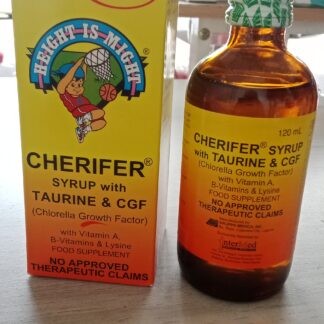 HEIGHT IS MIGHT
CHERIFER®
SYRUP with
TAURINE & CGF
(Chlorella Growth Factor)
with Vitamin A,
B-Vitamins & Lysine
FOOD SUPPLEMENT
NO APPROVED
THERAPEUTIC CLAIMS
120 mL
CHERIFER® SYRUP
with TAURINE & CGF
(Chlorella Growth Factor)
with Vitamin A,
B-Vitamins & Lysine
FOOD SUPPLEMENT
NO APPROVED
THERAPEUTIC CLAIMS
InterMed